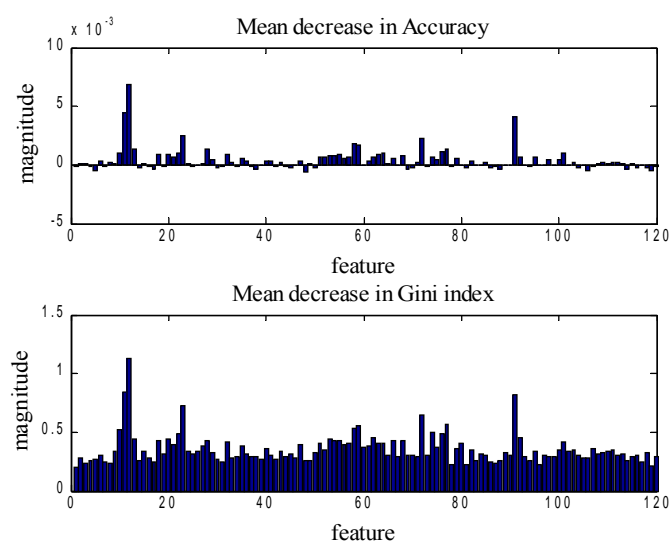 x 10⁻³
Mean decrease in Accuracy
10
5
0
-5
magnitude
0 20 40 60 80 100 120
feature
Mean decrease in Gini index
1.5
1
0.5
0
magnitude
0 20 40 60 80 100 120
feature